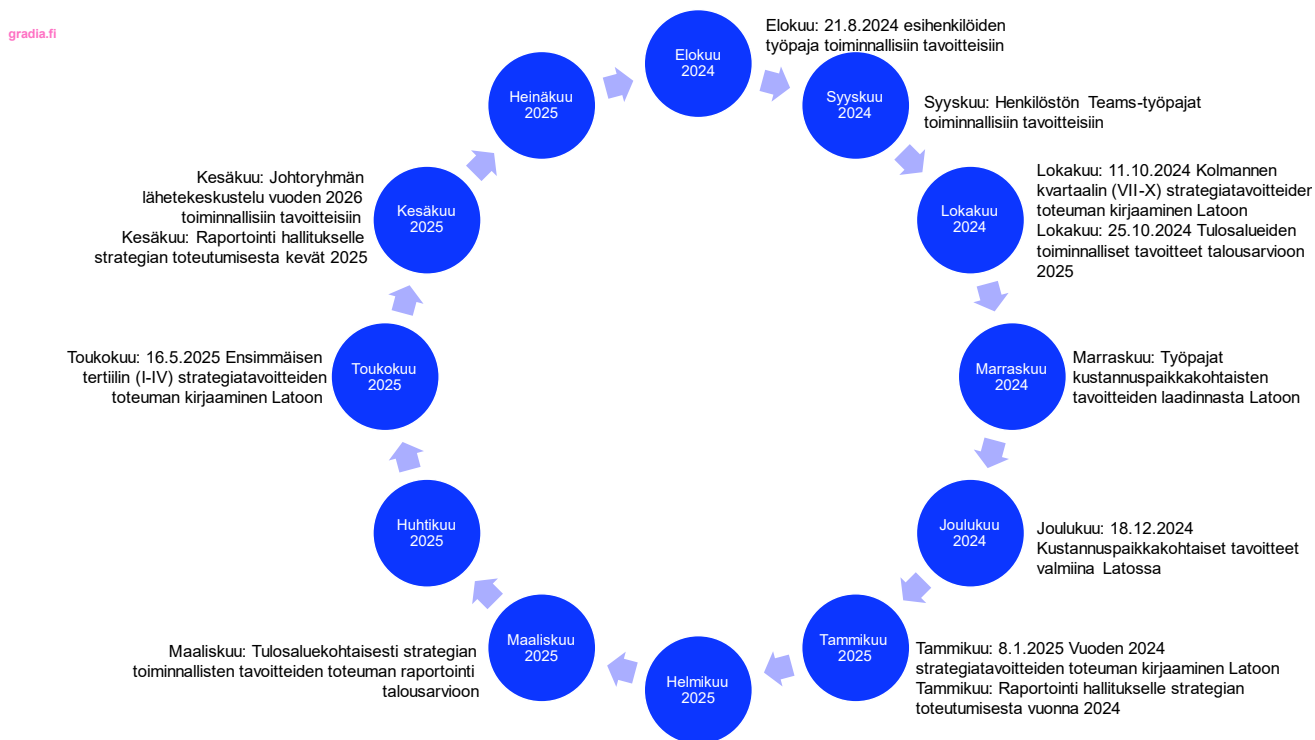 gradia.fi
Elokuu
2024
Elokuu: 21.8.2024 esihenkilöiden
työpaja toiminnallisiin tavoitteisiin
Syyskuu
2024
Syyskuu: Henkilöstön Teams-työpajat
toiminnallisiin tavoitteisiin
Lokakuu
2024
Lokakuu: 11.10.2024 Kolmannen
kvartaalin (VII-X) strategiatavoitteiden
toteuman kirjaaminen Latoon
Lokakuu: 25.10.2024 Tulosalueiden
toiminnalliset tavoitteet talousarvioon
2025
Marraskuu
2024
Marraskuu: Työpajat
kustannuspaikkakohtaisten
tavoitteiden laadinnasta Latoon
Joulukuu
2024
Joulukuu: 18.12.2024
Kustannuspaikkakohtaiset tavoitteet
valmiina Latossa
Tammikuu
2025
Tammikuu: 8.1.2025 Vuoden 2024
strategiatavoitteiden toteuman kirjaaminen Latoon
Tammikuu: Raportointi hallitukselle strategian
toteutumisesta vuonna 2024
Helmikuu
2025
Maaliskuu
2025
Maaliskuu: Tulosaluekohtaisesti strategian
toiminnallisten tavoitteiden toteuman raportointi
talousarvioon
Huhtikuu
2025
Toukokuu
2025
Toukokuu: 16.5.2025 Ensimmäisen
tertiilin (I-IV) strategiatavoitteiden
toteuman kirjaaminen Latoon
Kesäkuu
2025
Kesäkuu: Johtoryhmän
lähetekeskustelu vuoden 2026
toiminnallisiin tavoitteisiin
Kesäkuu: Raportointi hallitukselle
strategian toteutumisesta kevät 2025
Heinäkuu
2025